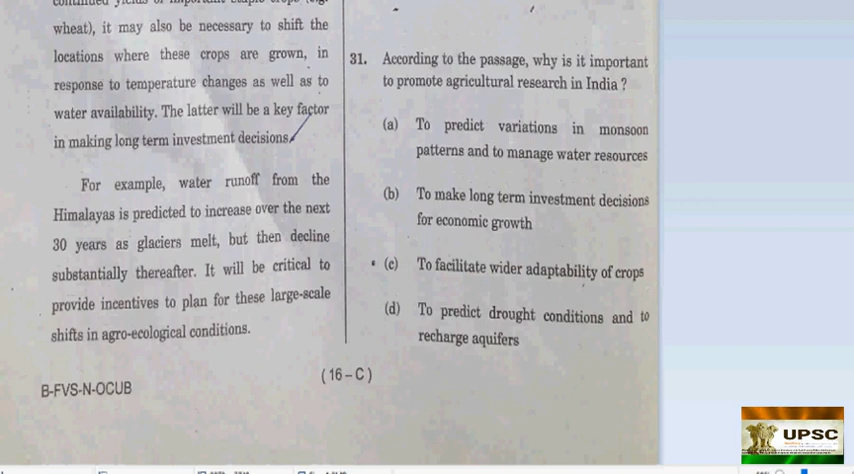 continued yields of important staple crops (eg.
wheat), it may also be necessary to shift the
locations where these crops are grown, in
response to temperature changes as well as to
water availability. The latter will be a key factor
in making long term investment decisions
For example, water runoff from the
Himalayas is predicted to increase over the next
30 years as glaciers melt, but then decline
substantially thereafter. It will be critical to
provide incentives to plan for these large-scale
shifts in agro-ecological conditions.
B-FVS-N-OCUB
(16 – C)
31. According to the passage, why is it important
to promote agricultural research in India ?
(a) To predict variations in monsoon
patterns and to manage water resources
(b) To make long term investment decisions
for economic growth
(c) To facilitate wider adaptability of crops
(d) To predict drought conditions and to
recharge aquifers
UPSC